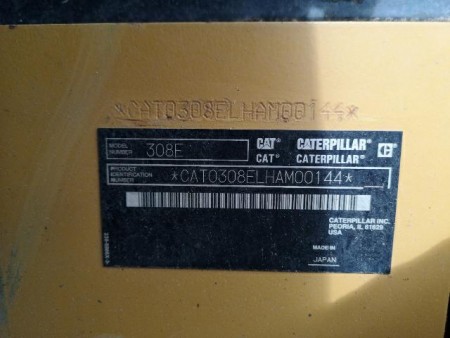 *CAT0308ELHAM00144*
MODEL NUMBER 308E CAT CATERPILLAR
CAT® CATERPILLAR®
PRODUCT IDENTIFICATION NUMBER *CAT0308ELHAM00144*
CATERPILLAR INC.
PEORIA, IL 61629
USA
MADE IN
JAPAN